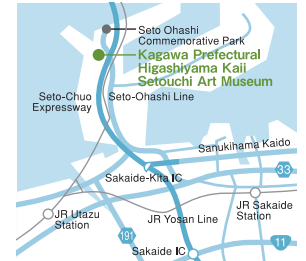 Seto Ohashi
Commemorative Park
Kagawa Prefectural
Higashiyama Kaii
Setouchi Art Museum
Seto-Chuo
Expressway
Seto-Ohashi Line
Sanukihama Kaido
Sakaide-Kita IC
33
JR Utazu
Station
JR Yosan Line
JR Sakaide
Station
191
Sakaide IC
11